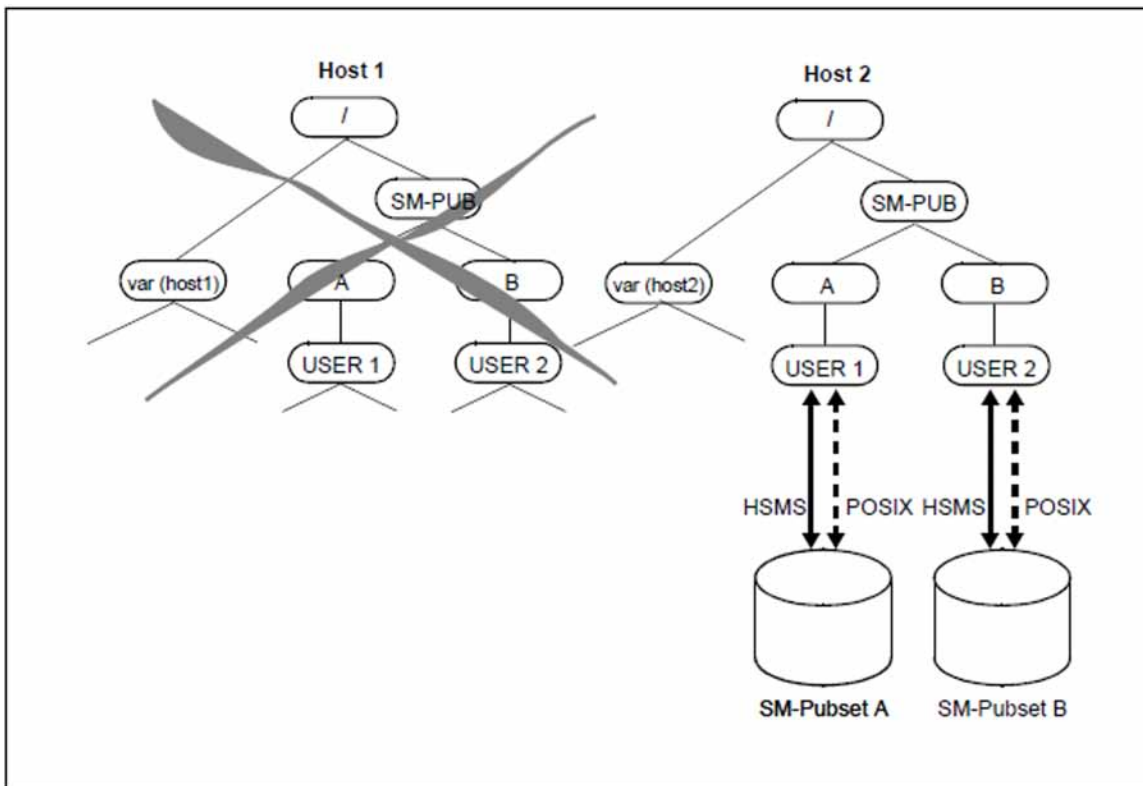 Host 1
/
SM-PUB
var (host1)
A
B
USER 1
USER 2
Host 2
/
SM-PUB
var (host2)
A
B
USER 1
USER 2
HSMS
POSIX
HSMS
POSIX
SM-Pubset A
SM-Pubset B